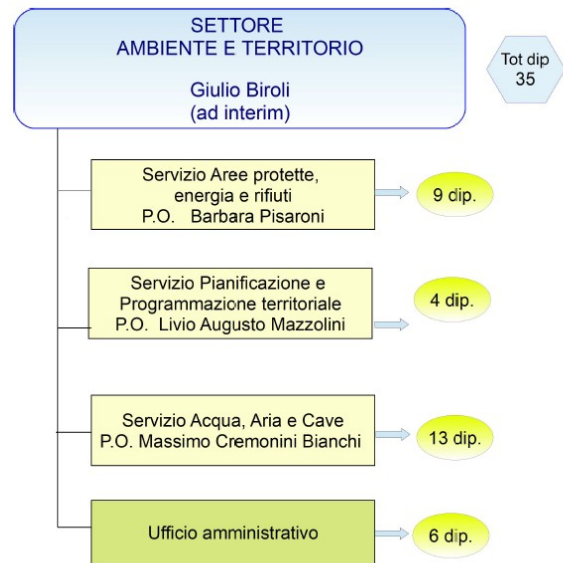 SETTORE
AMBIENTE E TERRITORIO
Giulio Biroli
(ad interim)
Tot dip
35
Servizio Aree protette,
energia e rifiuti
P.O. Barbara Pisaroni
9 dip.
Servizio Pianificazione e
Programmazione territoriale
P.O. Livio Augusto Mazzolini
4 dip.
Servizio Acqua, Aria e Cave
P.O. Massimo Cremonini Bianchi
13 dip.
Ufficio amministrativo
6 dip.